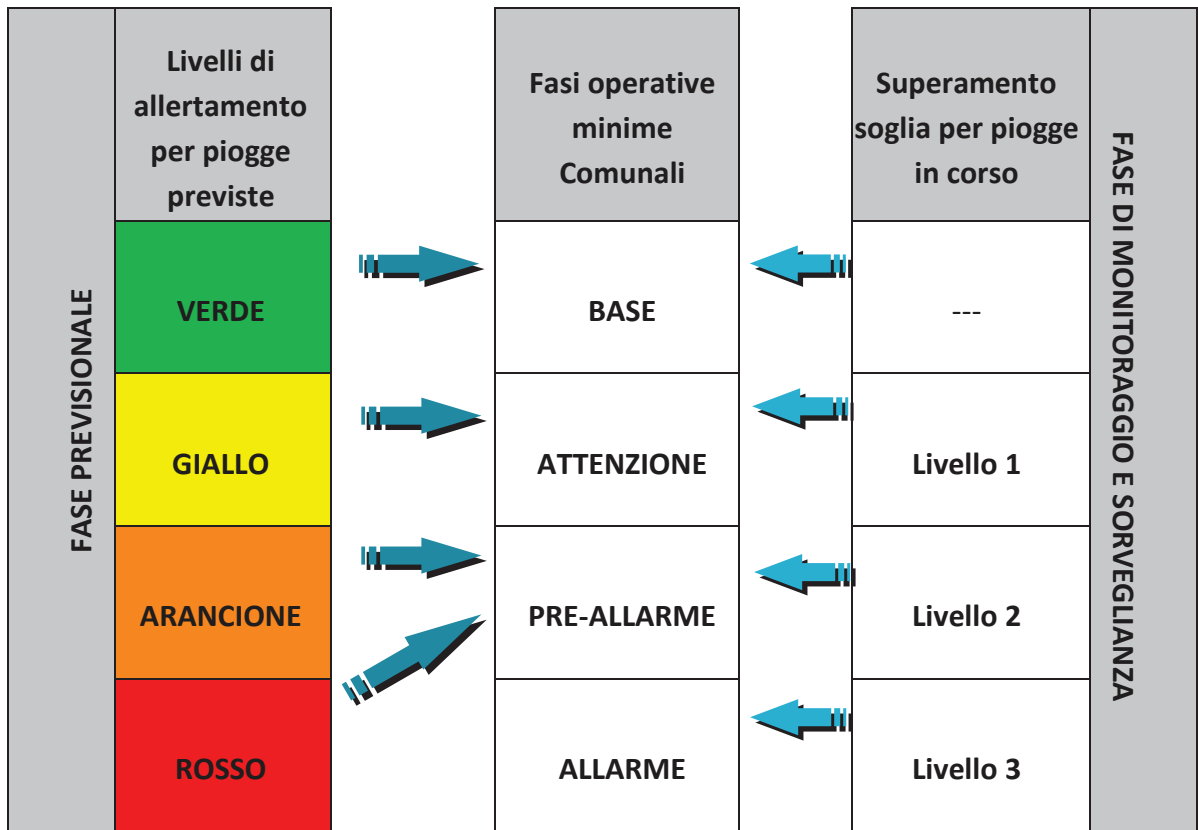 FASE PREVISIONALE
Livelli di
allertamento
per piogge
previste
Fasi operative
minime
Comunali
Superamento
soglia per piogge
in corso
FASE DI MONITORAGGIO E SORVEGLIANZA
VERDE
BASE
---
GIALLO
ATTENZIONE
Livello 1
ARANCIONE
PRE-ALLARME
Livello 2
ROSSO
ALLARME
Livello 3